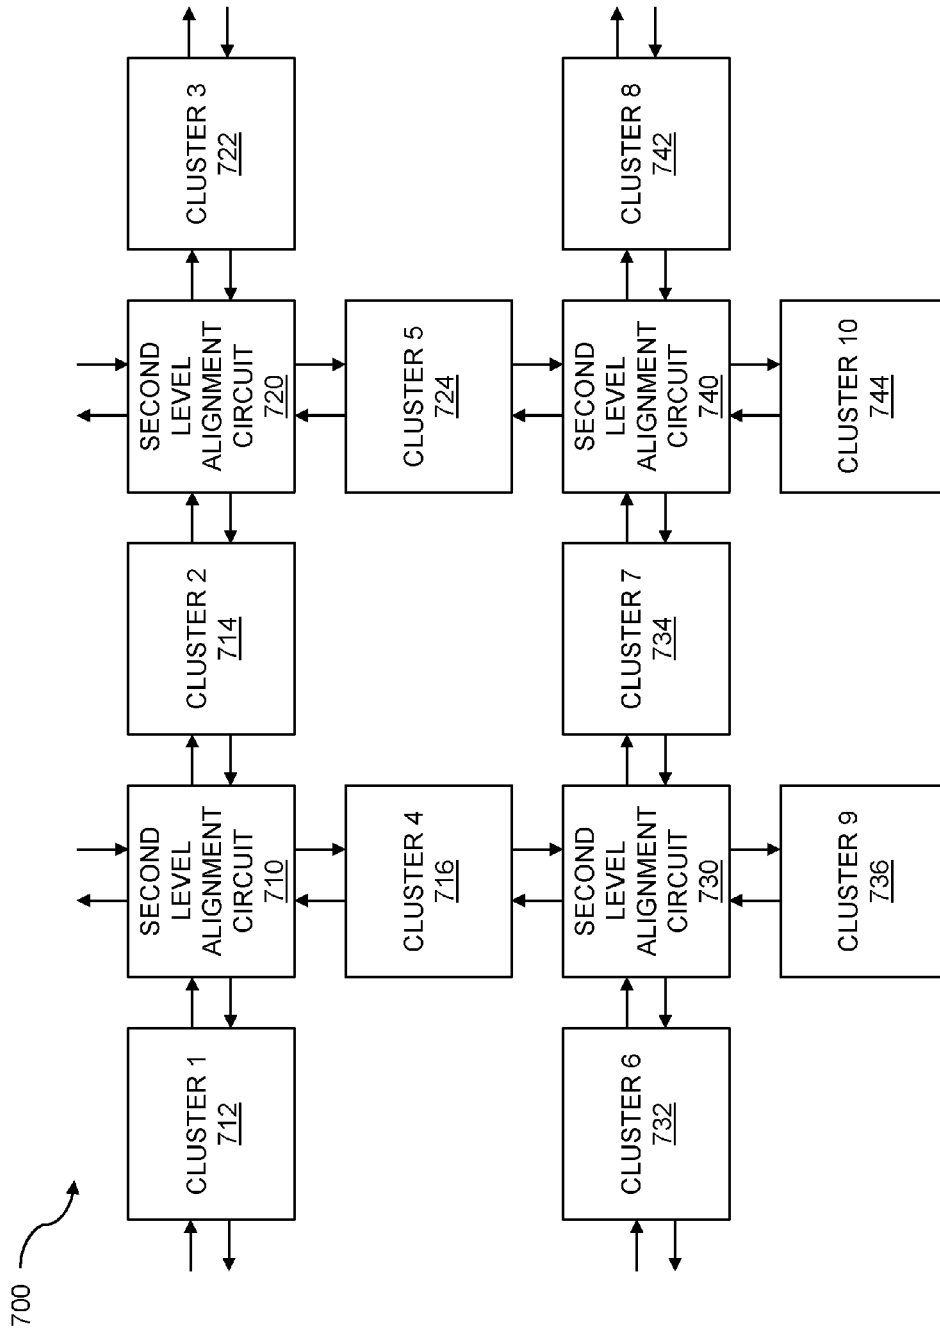 700
CLUSTER 1
712
SECOND
LEVEL
ALIGNMENT
CIRCUIT
710
CLUSTER 2
714
SECOND
LEVEL
ALIGNMENT
CIRCUIT
720
CLUSTER 3
722
CLUSTER 4
716
CLUSTER 5
724
CLUSTER 6
732
SECOND
LEVEL
ALIGNMENT
CIRCUIT
730
CLUSTER 7
734
SECOND
LEVEL
ALIGNMENT
CIRCUIT
740
CLUSTER 8
742
CLUSTER 9
736
CLUSTER 10
744